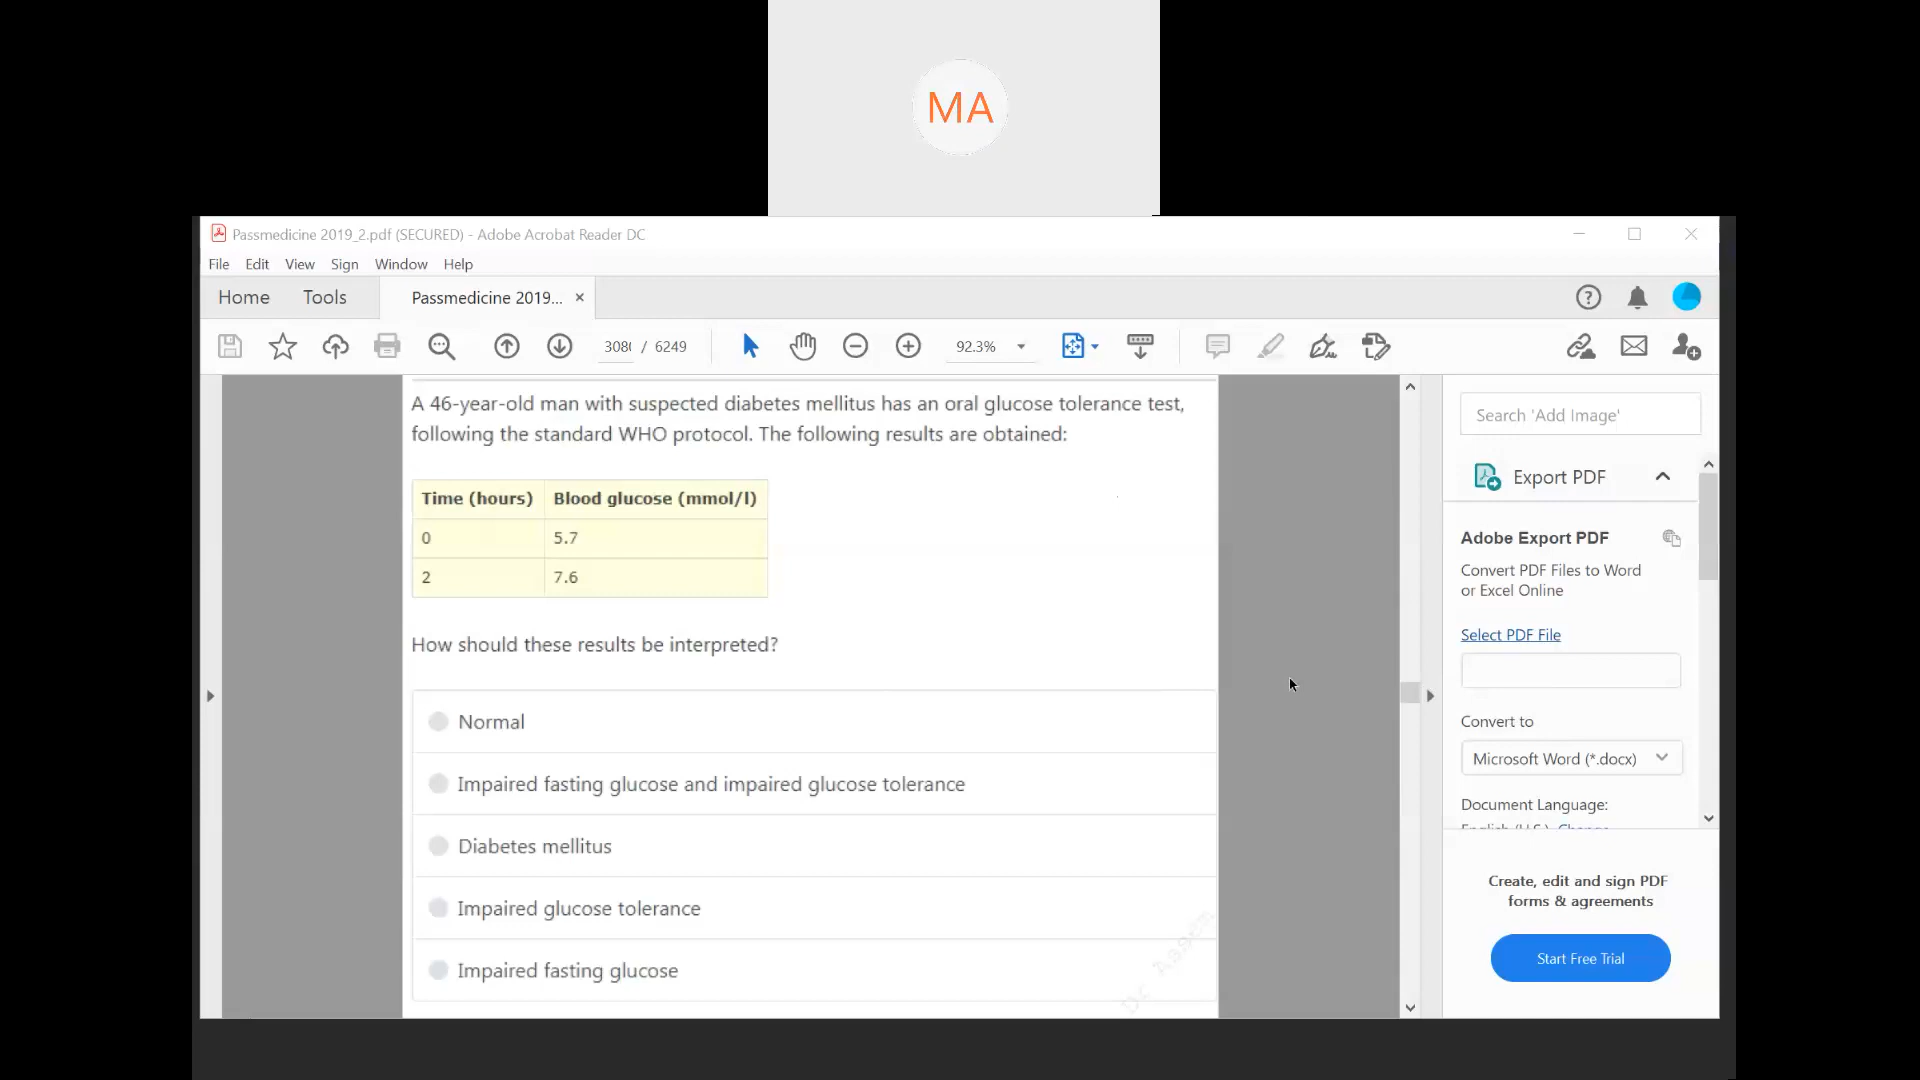 MA
Passmedicine 2019_2.pdf (SECURED) - Adobe Acrobat Reader DC
File Edit View Sign Window Help
Home Tools Passmedicine 2019... ×
308 / 6249 92.3%
A 46-year-old man with suspected diabetes mellitus has an oral glucose tolerance test,
following the standard WHO protocol. The following results are obtained:
Time (hours) Blood glucose (mmol/l)
0 5.7
2 7.6
How should these results be interpreted?
Normal
Impaired fasting glucose and impaired glucose tolerance
Diabetes mellitus
Impaired glucose tolerance
Impaired fasting glucose
Search 'Add Image'
Export PDF
Adobe Export PDF
Convert PDF Files to Word
or Excel Online
Select PDF File
Convert to
Microsoft Word (*.docx)
Document Language:
English (U.S.) Change
Create, edit and sign PDF
forms & agreements
Start Free Trial